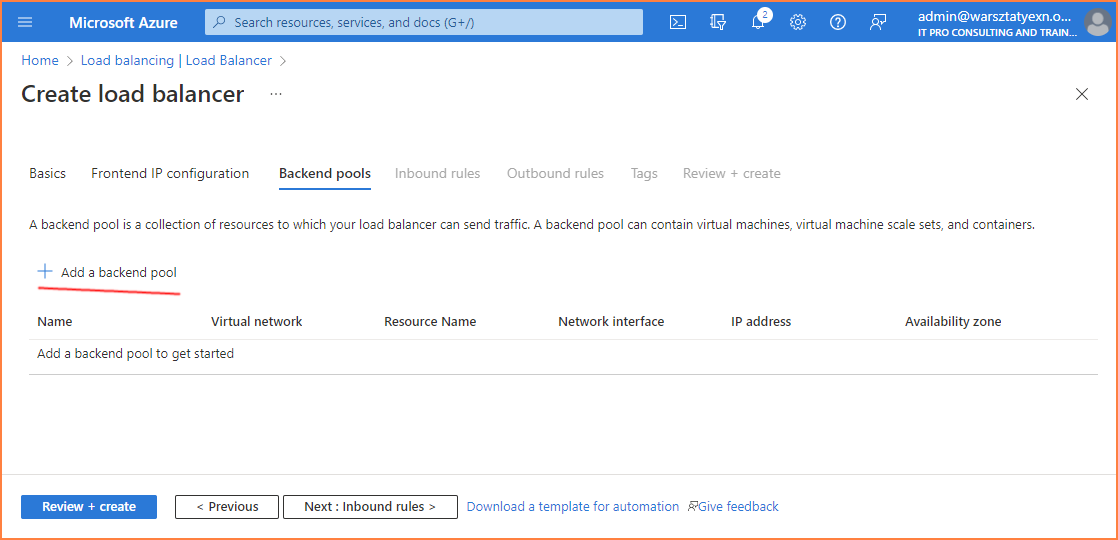 Microsoft Azure
Search resources, services, and docs (G+/)
2
admin@warsztatyexn.o...
IT PRO CONSULTING AND TRAIN...
Home > Load balancing | Load Balancer >
Create load balancer ...
Basics Frontend IP configuration Backend pools Inbound rules Outbound rules Tags Review + create
A backend pool is a collection of resources to which your load balancer can send traffic. A backend pool can contain virtual machines, virtual machine scale sets, and containers.
+ Add a backend pool
Name Virtual network Resource Name Network interface IP address Availability zone
Add a backend pool to get started
Review + create < Previous Next : Inbound rules > Download a template for automation Give feedback